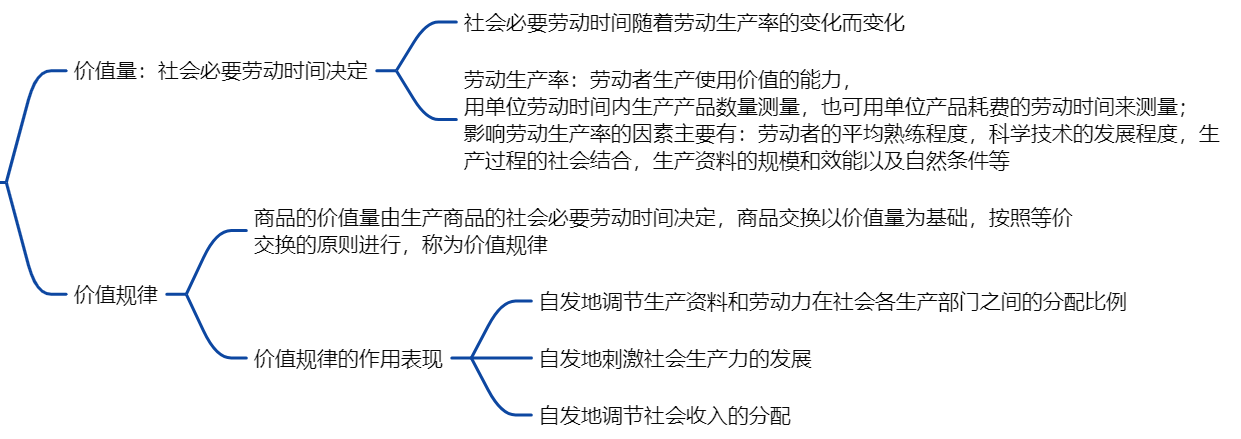 社会必要劳动时间随着劳动生产率的变化而变化
价值量：社会必要劳动时间决定
劳动生产率：劳动者生产使用价值的能力，
用单位劳动时间内生产产品数量测量，也可用单位产品耗费的劳动时间来测量；
影响劳动生产率的因素主要有：劳动者的平均熟练程度，科学技术的发展程度，生
产过程的社会结合，生产资料的规模和效能以及自然条件等
商品的价值量由生产商品的社会必要劳动时间决定，商品交换以价值量为基础，按照等价
交换的原则进行，称为价值规律
价值规律
自发地调节生产资料和劳动力在社会各生产部门之间的分配比例
价值规律的作用表现
自发地刺激社会生产力的发展
自发地调节社会收入的分配